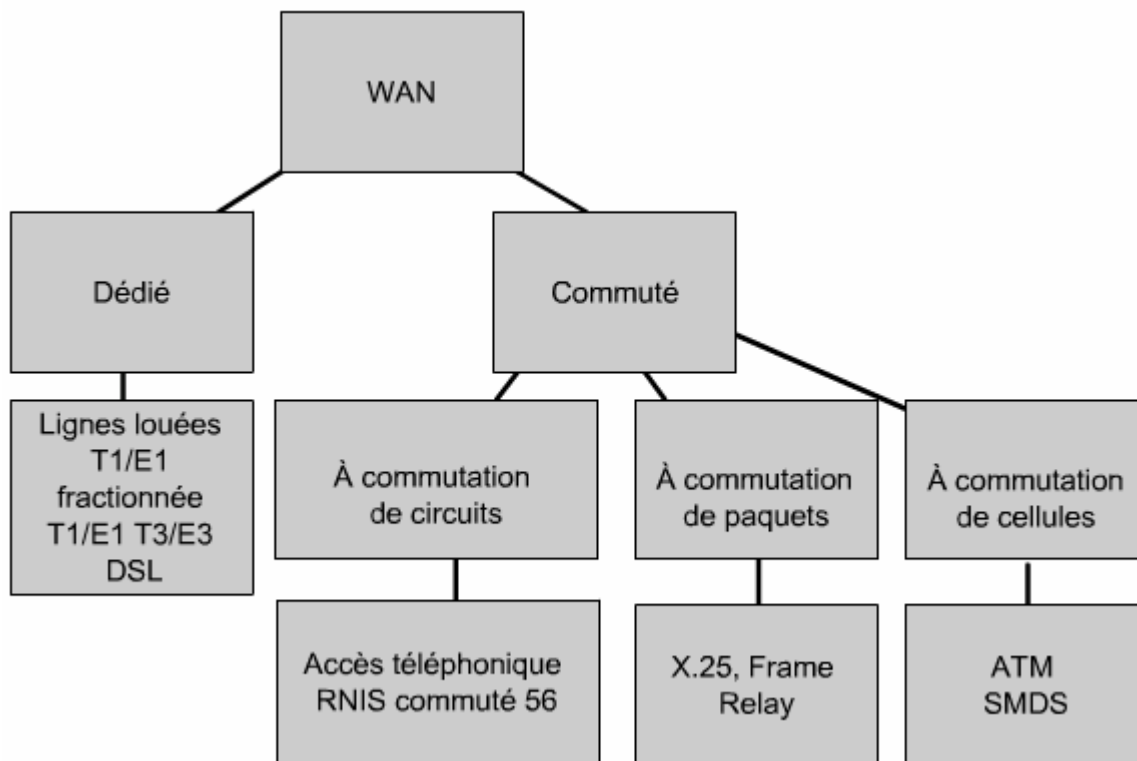 WAN
Dédié
Commuté
Lignes louées
T1/E1
fractionnée
T1/E1 T3/E3
DSL
À commutation
de circuits
À commutation
de paquets
À commutation
de cellules
Accès téléphonique
RNIS commuté 56
X.25, Frame
Relay
ATM
SMDS